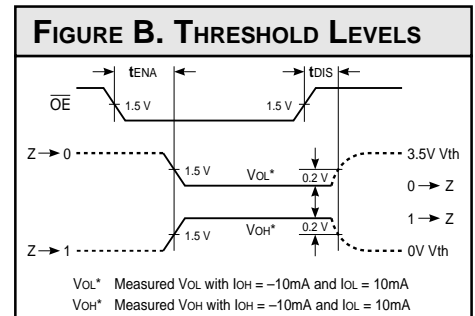 FIGURE B. THRESHOLD LEVELS
tENA tDIS
OE 1.5 V 1.5 V
Z → 0 3.5V Vth
1.5 V VOL* 0.2 V
0 → Z
1 → Z
1.5 V VOH* 0.2 V
Z → 1 0V Vth
VOL* Measured VOL with IOH = –10mA and IOL = 10mA
VOH* Measured VOH with IOH = –10mA and IOL = 10mA